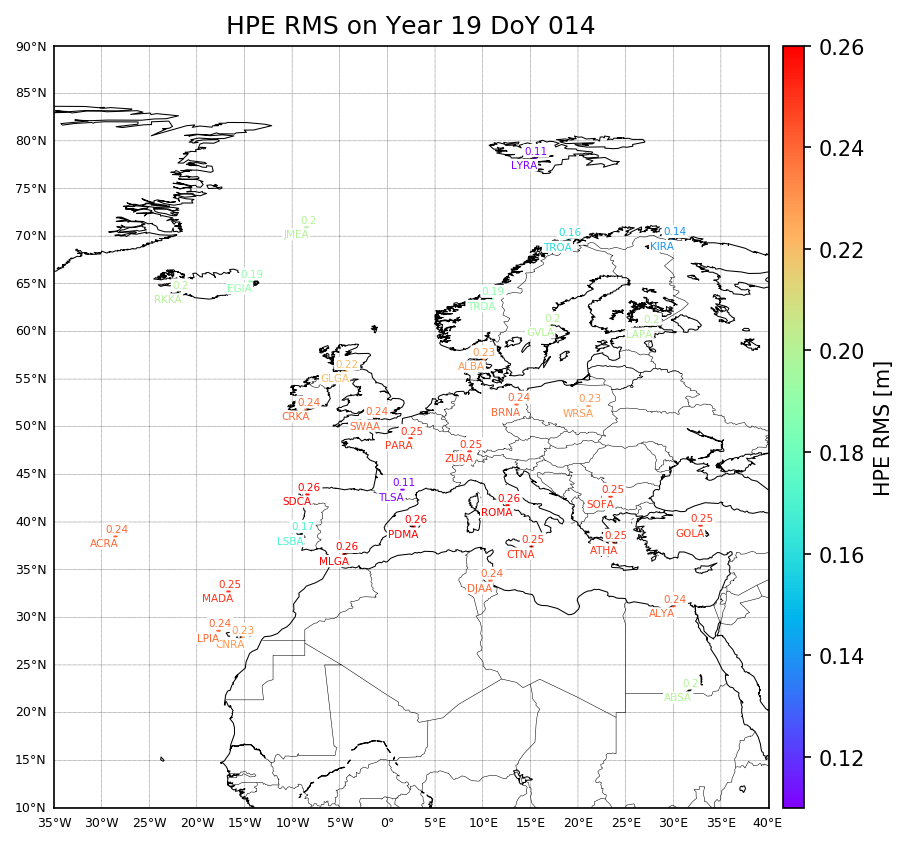 HPE RMS on Year 19 DoY 014
90°N
85°N
80°N
75°N
70°N
65°N
60°N
55°N
50°N
45°N
40°N
35°N
30°N
25°N
20°N
15°N
10°N
35°W 30°W 25°W 20°W 15°W 10°W 5°W 0° 5°E 10°E 15°E 20°E 25°E 30°E 35°E 40°E
0.11
LYRA
0.2
JMEA
0.16
TROA
0.14
KIRA
0.2
RKKA
0.19
EGIA
0.19
TRDA
0.2
GVLA
0.2
LAPA
0.23
ALBA
0.22
GLGA
0.24
CRKA
0.24
SWAA
0.24
BRNA
0.23
WRSA
0.25
PARA
0.25
ZURA
0.26
SDCA
0.11
TLSA
0.26
ROMA
0.25
SOFA
0.17
LSBA
0.26
PDMA
0.24
ACRA
0.26
MLGA
0.25
CTNA
0.25
ATHA
0.25
GOLA
0.25
MADA
0.24
DJAA
0.24
ALYA
0.24
LPIA
0.23
CNRA
0.2
ABSA
0.26
0.24
0.22
0.20
0.18
0.16
0.14
0.12
HPE RMS [m]